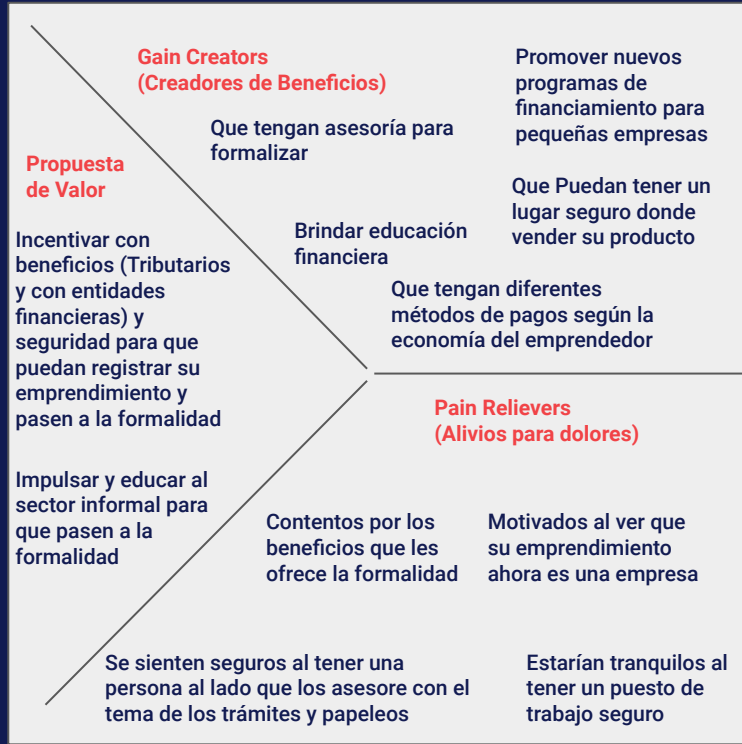 Gain Creators
(Creadores de Beneficios)
Promover nuevos
programas de
financiamiento para
pequeñas empresas
Que tengan asesoría para
formalizar
Propuesta
de Valor
Que Puedan tener un
lugar seguro donde
vender su producto
Brindar educación
financiera
Incentivar con
beneficios (Tributarios
y con entidades
financieras) y
seguridad para que
puedan registrar su
emprendimiento y
pasen a la formalidad
Que tengan diferentes
métodos de pagos según la
economía del emprendedor
Pain Relievers
(Alivios para dolores)
Impulsar y educar al
sector informal para
que pasen a la
formalidad
Contentos por los
beneficios que les
ofrece la formalidad
Motivados al ver que
su emprendimiento
ahora es una empresa
Se sienten seguros al tener una
persona al lado que los asesore con el
tema de los trámites y papeleos
Estarían tranquilos al
tener un puesto de
trabajo seguro